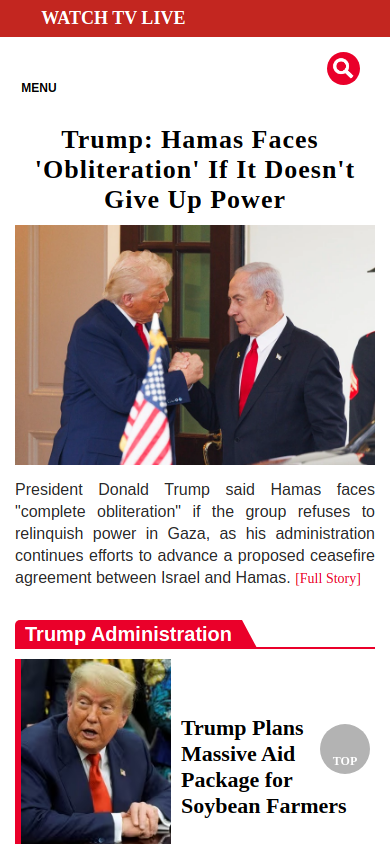 WATCH TV LIVE
MENU
Trump: Hamas Faces
'Obliteration' If It Doesn't
Give Up Power
President Donald Trump said Hamas faces
"complete obliteration" if the group refuses to
relinquish power in Gaza, as his administration
continues efforts to advance a proposed ceasefire
agreement between Israel and Hamas. [Full Story]
Trump Administration
Trump Plans
Massive Aid
Package for
Soybean Farmers
TOP